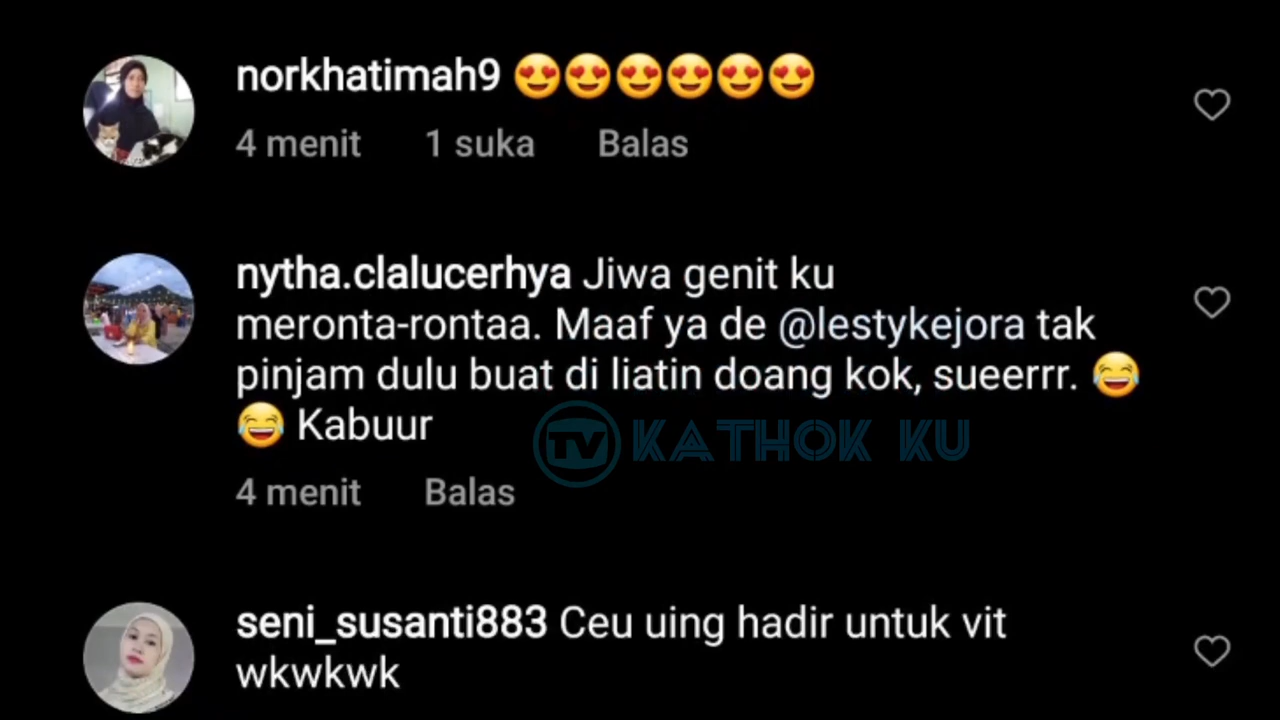 norkhatimah9 😍😍😍😍😍😍
4 menit 1 suka Balas
nytha.clalucerhya Jiwa genit ku
meronta-rontaa. Maaf ya de @lestykejora tak
pinjam dulu buat di liatin doang kok, sueerrr. 😂
😂 Kabuur
TV KATHOK KU
4 menit Balas
seni_susanti883 Ceu uing hadir untuk vit
wkwkwk